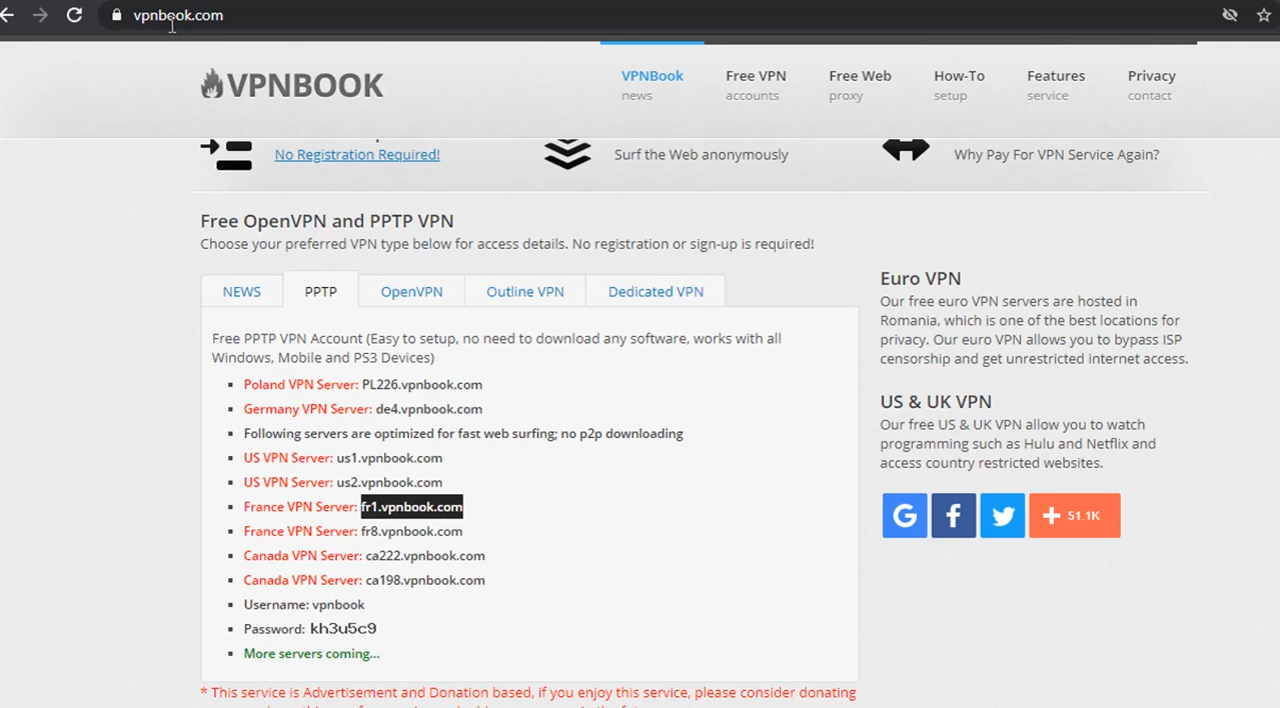 vpnbook.com
VPNBOOK
VPNBook
news
Free VPN
accounts
Free Web
proxy
How-To
setup
Features
service
Privacy
contact
No Registration Required!
Surf the Web anonymously
Why Pay For VPN Service Again?
Free OpenVPN and PPTP VPN
Choose your preferred VPN type below for access details. No registration or sign-up is required!
NEWS
PPTP
OpenVPN
Outline VPN
Dedicated VPN
Free PPTP VPN Account (Easy to setup, no need to download any software, works with all
Windows, Mobile and PS3 Devices)
Poland VPN Server: PL226.vpnbook.com
Germany VPN Server: de4.vpnbook.com
Following servers are optimized for fast web surfing; no p2p downloading
US VPN Server: us1.vpnbook.com
US VPN Server: us2.vpnbook.com
France VPN Server: fr1.vpnbook.com
France VPN Server: fr8.vpnbook.com
Canada VPN Server: ca222.vpnbook.com
Canada VPN Server: ca198.vpnbook.com
Username: vpnbook
Password: kh3u5c9
More servers coming...
* This service is Advertisement and Donation based, if you enjoy this service, please consider donating
Euro VPN
Our free euro VPN servers are hosted in
Romania, which is one of the best locations for
privacy. Our euro VPN allows you to bypass ISP
censorship and get unrestricted internet access.
US & UK VPN
Our free US & UK VPN allow you to watch
programming such as Hulu and Netflix and
access country restricted websites.
51.1K